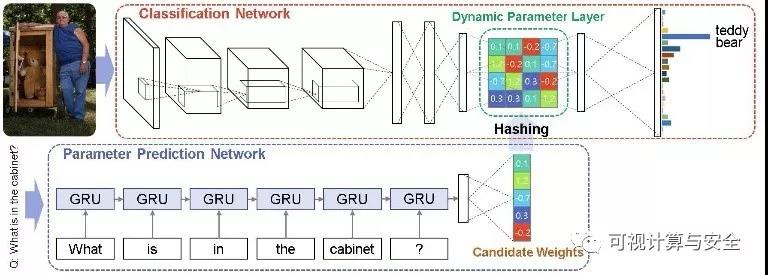 Classification Network
Dynamic Parameter Layer
teddy
bear
0.1 0.1 -0.2 -0.7
1.2 -0.2 0.1 -0.7
-0.7 1.2 0.3 -0.2
0.3 0.3 0.1 1.2
Hashing
Q: What is in the cabinet?
Parameter Prediction Network
GRU GRU GRU GRU GRU GRU
What is in the cabinet ?
0.1
1.2
-0.7
0.3
-0.2
Candidate Weights
可视计算与安全